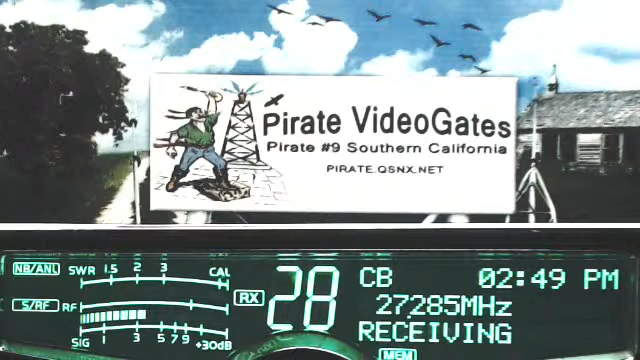 Pirate VideoGates
Pirate #9 Southern California
PIRATE.QSNX.NET
NB/ANL SWR 1.5 2 3 CAL
S/RF RF
SIG 1 3 5 7 9 +30dB
RX 28
CB 02:49 PM
27285MHz
RECEIVING
MEM